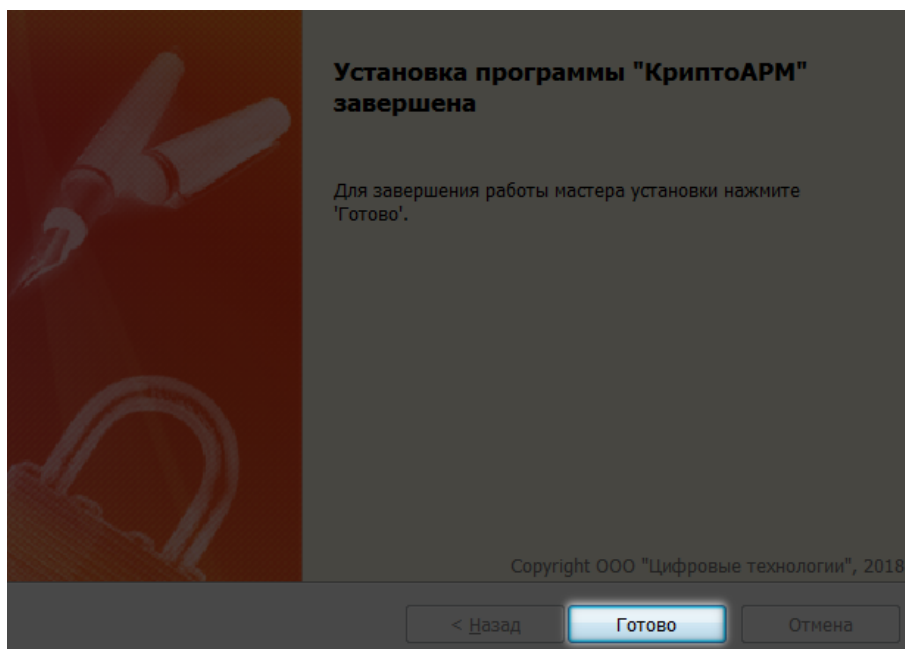 Установка программы "КриптоАРМ"
завершена
Для завершения работы мастера установки нажмите
'Готово'.
Copyright ООО "Цифровые технологии", 2018
< Назад
Готово
Отмена